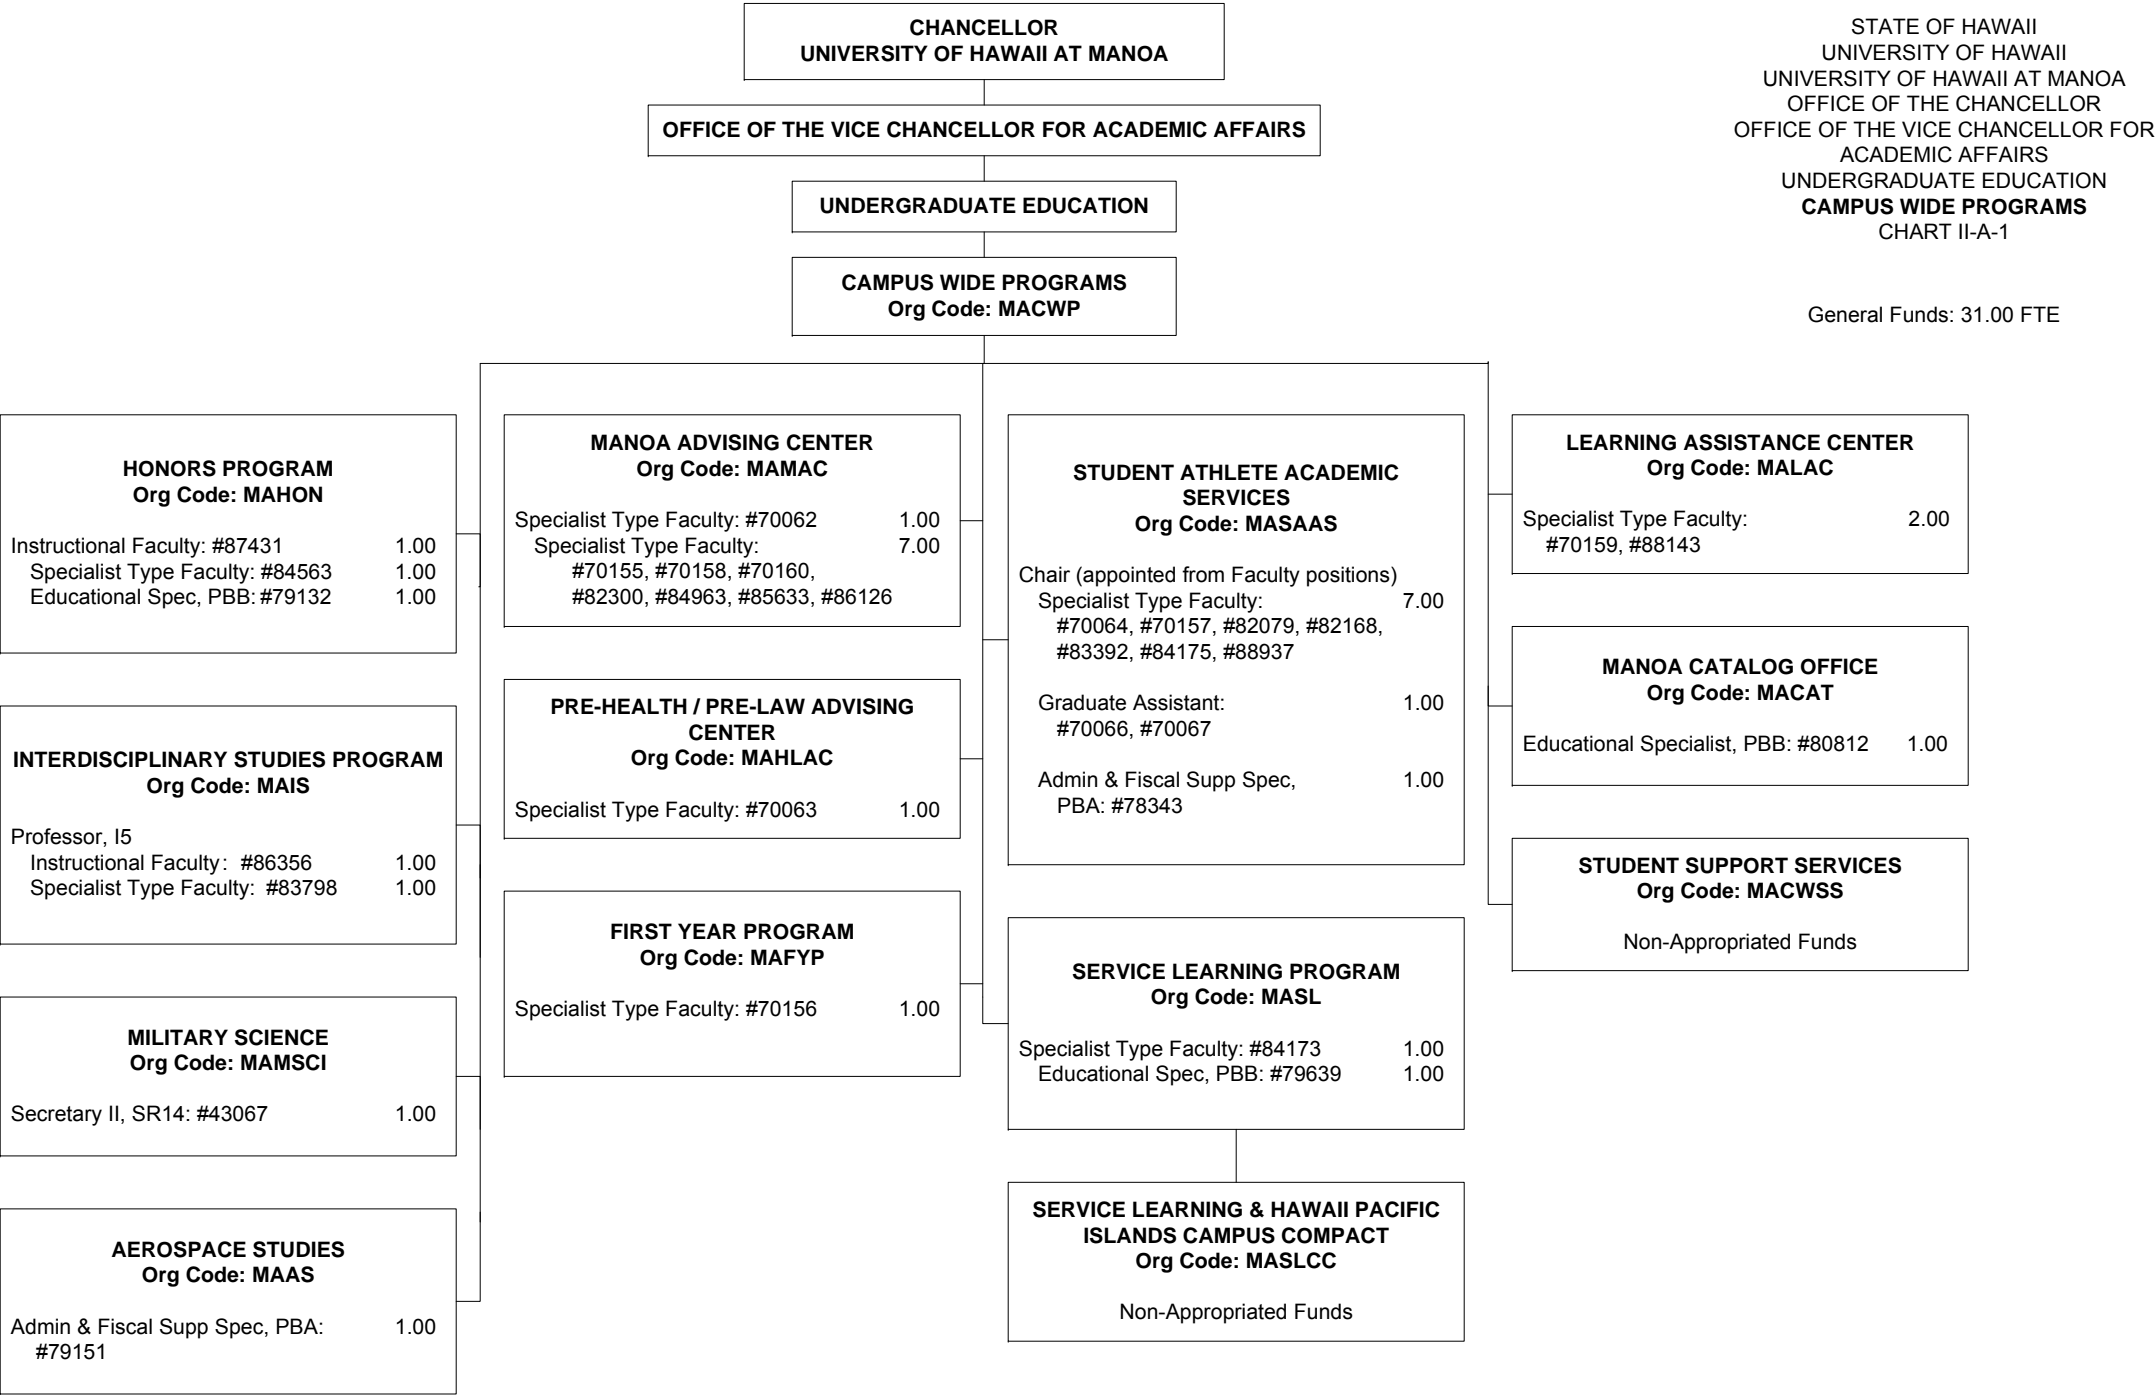 CHANCELLOR
UNIVERSITY OF HAWAII AT MANOA
OFFICE OF THE VICE CHANCELLOR FOR ACADEMIC AFFAIRS
UNDERGRADUATE EDUCATION
CAMPUS WIDE PROGRAMS
Org Code: MACWP
STATE OF HAWAII
UNIVERSITY OF HAWAII
UNIVERSITY OF HAWAII AT MANOA
OFFICE OF THE CHANCELLOR
OFFICE OF THE VICE CHANCELLOR FOR
ACADEMIC AFFAIRS
UNDERGRADUATE EDUCATION
CAMPUS WIDE PROGRAMS
CHART II-A-1
General Funds: 31.00 FTE
HONORS PROGRAM
Org Code: MAHON
Instructional Faculty: #87431 1.00
Specialist Type Faculty: #84563 1.00
Educational Spec, PBB: #79132 1.00
INTERDISCIPLINARY STUDIES PROGRAM
Org Code: MAIS
Professor, I5
Instructional Faculty: #86356 1.00
Specialist Type Faculty: #83798 1.00
MILITARY SCIENCE
Org Code: MAMSCI
Secretary II, SR14: #43067 1.00
AEROSPACE STUDIES
Org Code: MAAS
Admin & Fiscal Supp Spec, PBA: 1.00
#79151
MANOA ADVISING CENTER
Org Code: MAMAC
Specialist Type Faculty: #70062 1.00
Specialist Type Faculty: 7.00
#70155, #70158, #70160,
#82300, #84963, #85633, #86126
PRE-HEALTH / PRE-LAW ADVISING
CENTER
Org Code: MAHLAC
Specialist Type Faculty: #70063 1.00
FIRST YEAR PROGRAM
Org Code: MAFYP
Specialist Type Faculty: #70156 1.00
STUDENT ATHLETE ACADEMIC
SERVICES
Org Code: MASAAS
Chair (appointed from Faculty positions)
Specialist Type Faculty: 7.00
#70064, #70157, #82079, #82168,
#83392, #84175, #88937
Graduate Assistant: 1.00
#70066, #70067
Admin & Fiscal Supp Spec, 1.00
PBA: #78343
SERVICE LEARNING PROGRAM
Org Code: MASL
Specialist Type Faculty: #84173 1.00
Educational Spec, PBB: #79639 1.00
SERVICE LEARNING & HAWAII PACIFIC
ISLANDS CAMPUS COMPACT
Org Code: MASLCC
Non-Appropriated Funds
LEARNING ASSISTANCE CENTER
Org Code: MALAC
Specialist Type Faculty: 2.00
#70159, #88143
MANOA CATALOG OFFICE
Org Code: MACAT
Educational Specialist, PBB: #80812 1.00
STUDENT SUPPORT SERVICES
Org Code: MACWSS
Non-Appropriated Funds